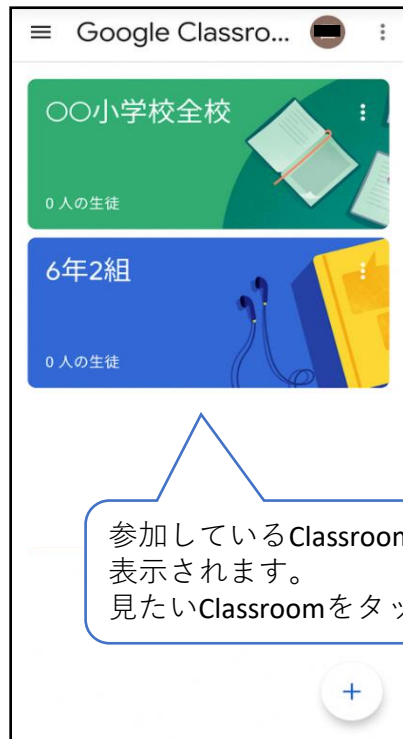 Google Classro...
〇〇小学校全校
0 人の生徒
6年2組
0 人の生徒
参加しているClassroom
表示されます。
見たいClassroomをタッ